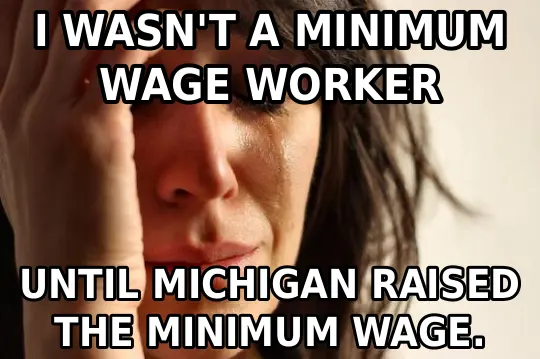 I WASN'T A MINIMUM
WAGE WORKER
UNTIL MICHIGAN RAISED
THE MINIMUM WAGE.